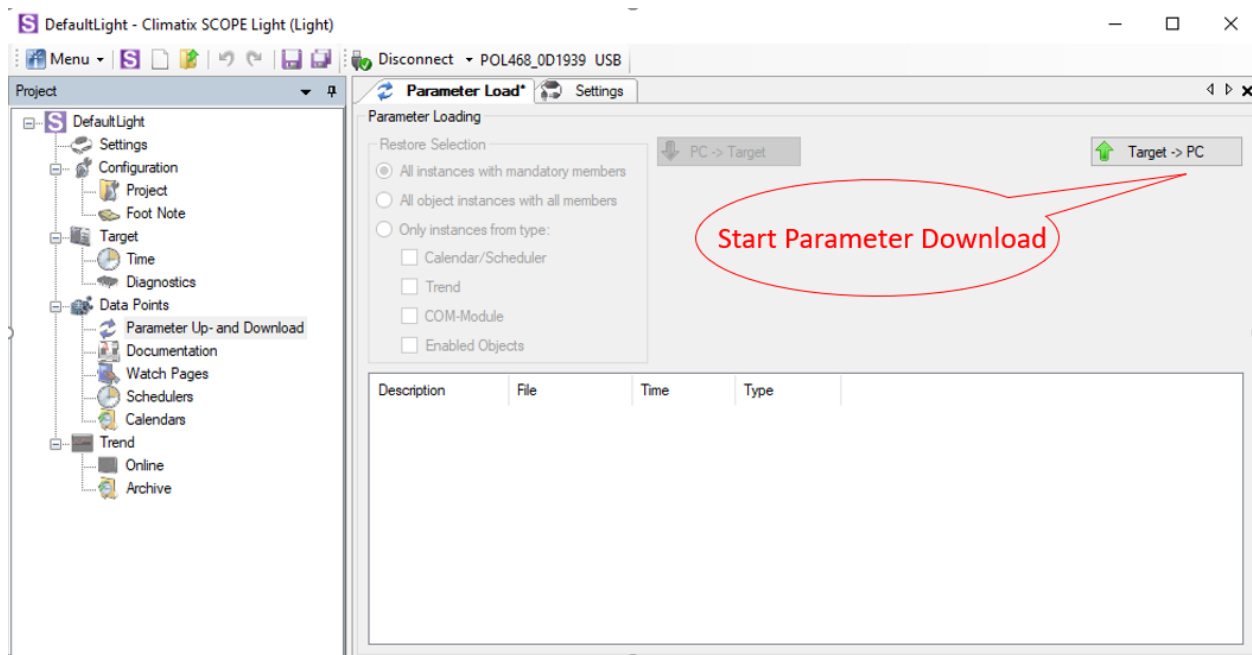 DefaultLight - Climatix SCOPE Light (Light)
Menu
S
Disconnect
POL468_0D1939 USB
Project
Parameter Load*
Settings
S
DefaultLight
Settings
Configuration
Project
Foot Note
Target
Time
Diagnostics
Data Points
Parameter Up- and Download
Documentation
Watch Pages
Schedulers
Calendars
Trend
Online
Archive
Parameter Loading
Restore Selection
All instances with mandatory members
All object instances with all members
Only instances from type:
Calendar/Scheduler
Trend
COM-Module
Enabled Objects
PC -> Target
Target -> PC
Start Parameter Download
Description File Time Type